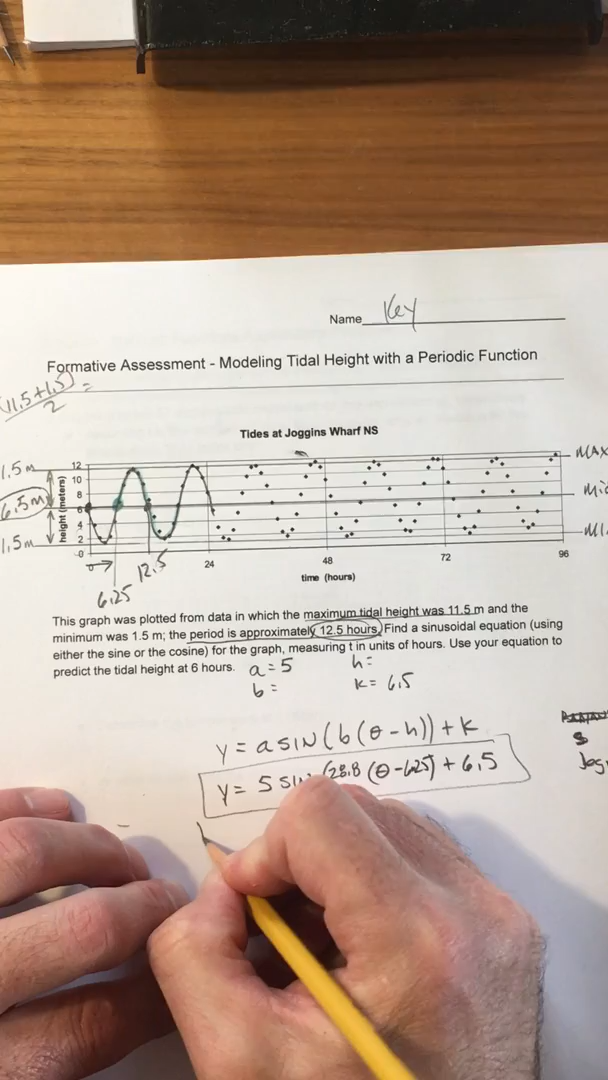 Name Key
Formative Assessment - Modeling Tidal Height with a Periodic Function
(11.5+1.5) =
2
Tides at Joggins Wharf NS
1.5m
6.5m
1.5m
height (meters)
12
10
8
6
4
2
0
MAX
24
48
72
96
time (hours)
6.25
12.5
This graph was plotted from data in which the maximum tidal height was 11.5 m and the
minimum was 1.5 m; the period is approximately 12.5 hours. Find a sinusoidal equation (using
either the sine or the cosine) for the graph, measuring t in units of hours. Use your equation to
predict the tidal height at 6 hours. a = 5 h =
b = k = 6.5
y = a sin (b(θ-h)) + k
y = 5 sin (28.8 (θ-6.25) + 6.5